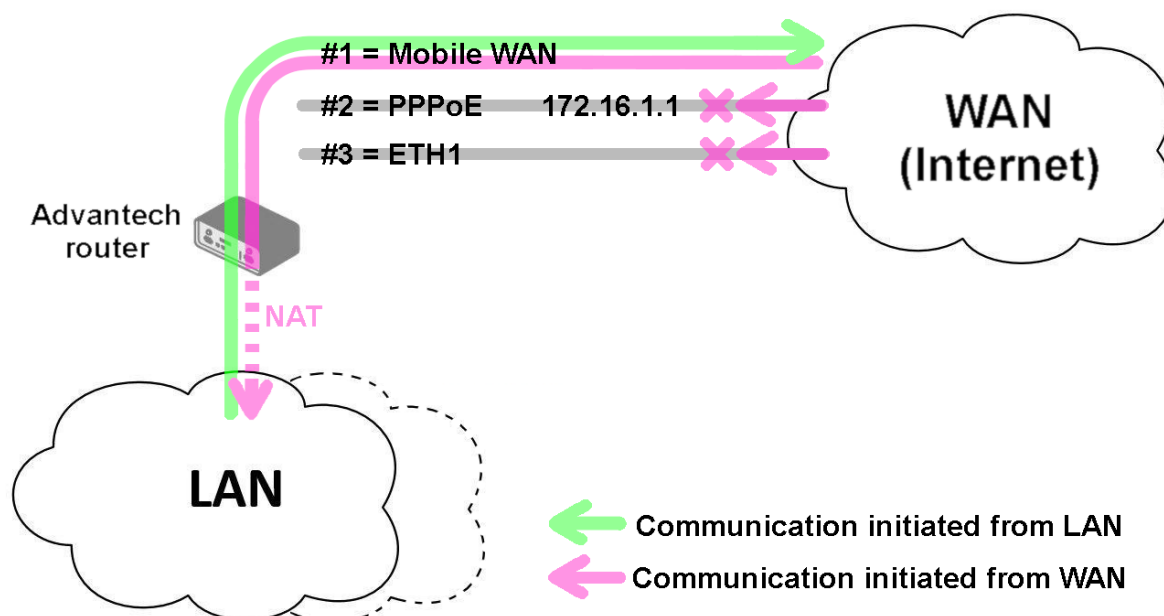 #1 = Mobile WAN
#2 = PPPoE 172.16.1.1
#3 = ETH1
WAN
(Internet)
Advantech
router
NAT
LAN
Communication initiated from LAN
Communication initiated from WAN